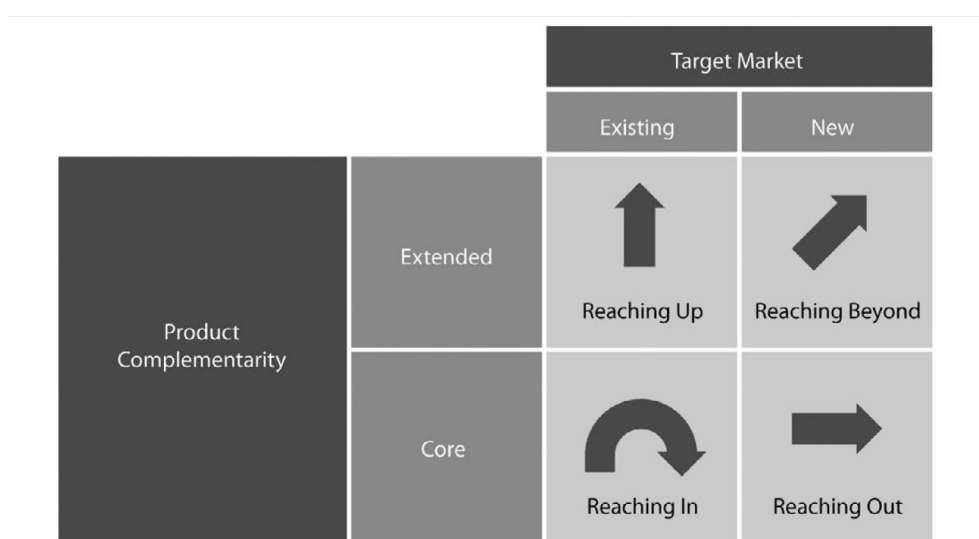 Target Market
Existing
New
Extended
Reaching Up
Reaching Beyond
Product
Complementarity
Core
Reaching In
Reaching Out